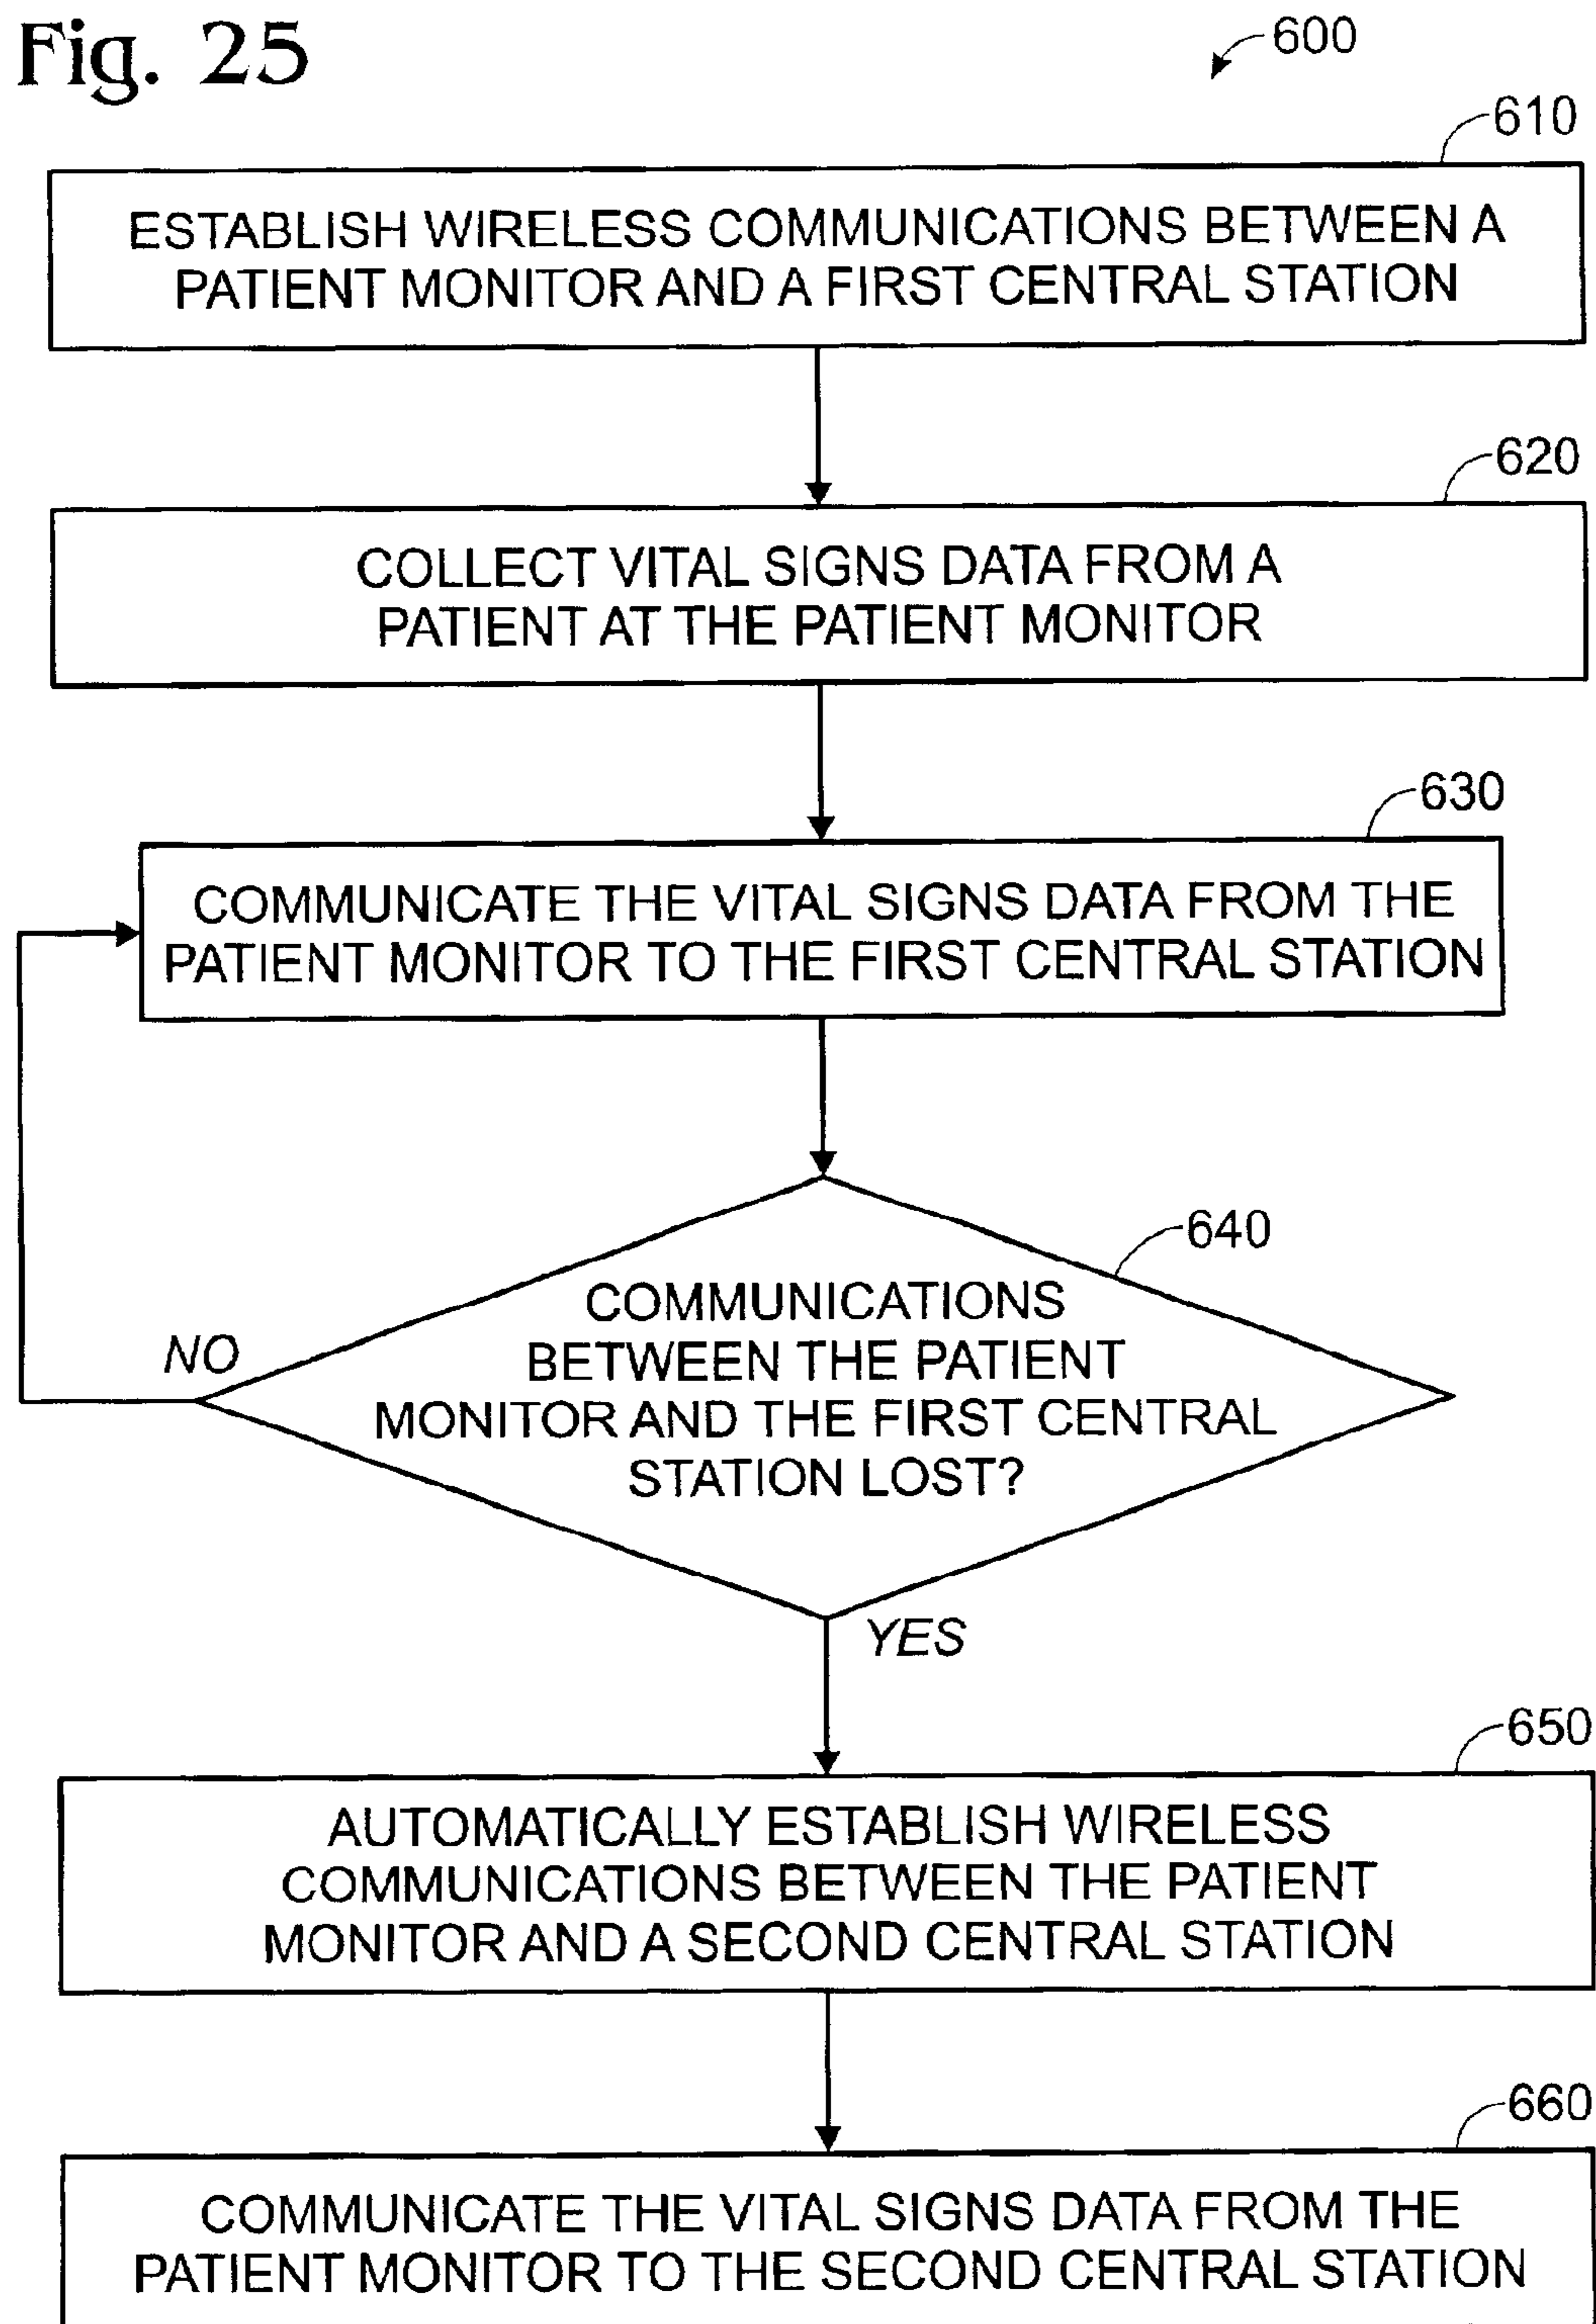 Fig. 25
600
610
ESTABLISH WIRELESS COMMUNICATIONS BETWEEN A
PATIENT MONITOR AND A FIRST CENTRAL STATION
620
COLLECT VITAL SIGNS DATA FROM A
PATIENT AT THE PATIENT MONITOR
630
COMMUNICATE THE VITAL SIGNS DATA FROM THE
PATIENT MONITOR TO THE FIRST CENTRAL STATION
640
COMMUNICATIONS
BETWEEN THE PATIENT
MONITOR AND THE FIRST CENTRAL
STATION LOST?
NO
YES
650
AUTOMATICALLY ESTABLISH WIRELESS
COMMUNICATIONS BETWEEN THE PATIENT
MONITOR AND A SECOND CENTRAL STATION
660
COMMUNICATE THE VITAL SIGNS DATA FROM THE
PATIENT MONITOR TO THE SECOND CENTRAL STATION